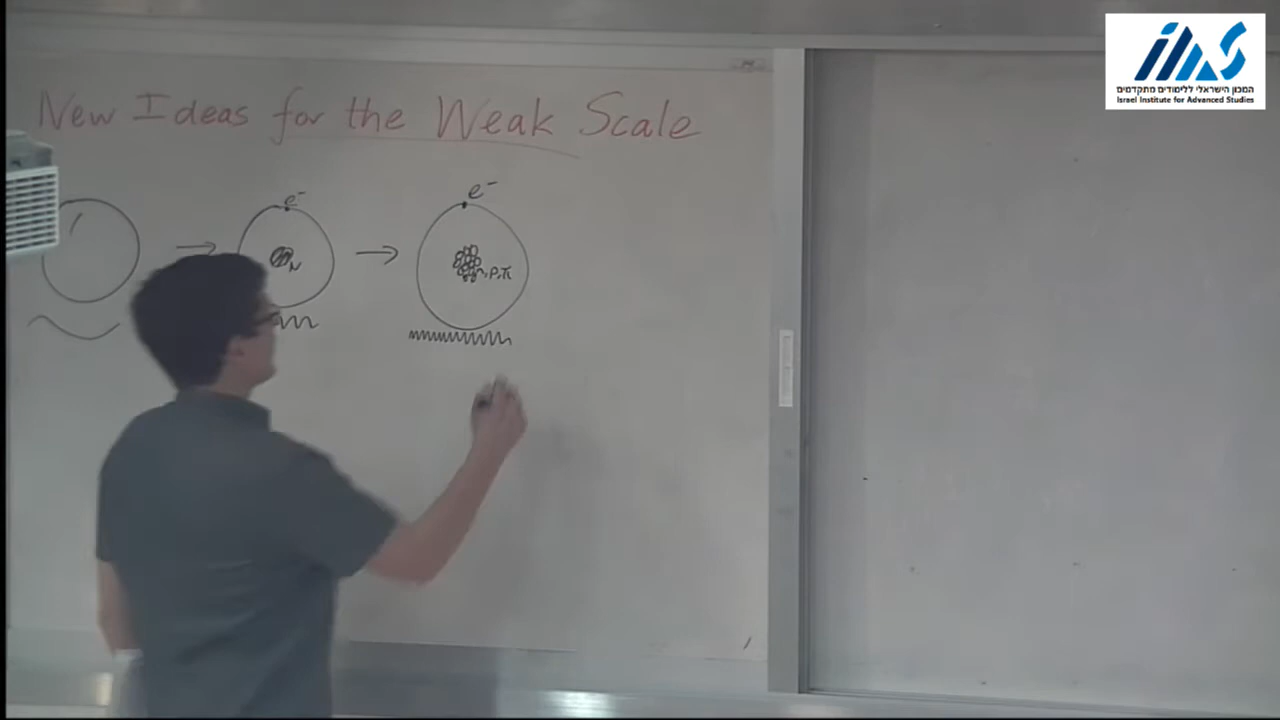 המכון הישראלי ללימודים מתקדמים
Israel Institute for Advanced Studies
New Ideas for the Weak Scale
e⁻
e⁻
N
n,p,π